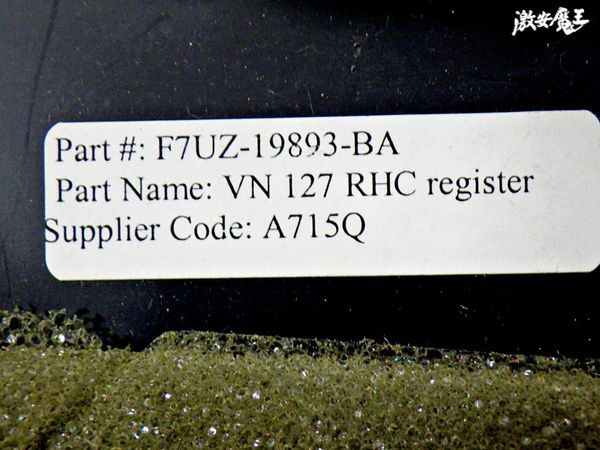 激安魔王
Part #: F7UZ-19893-BA
Part Name: VN 127 RHC register
Supplier Code: A715Q